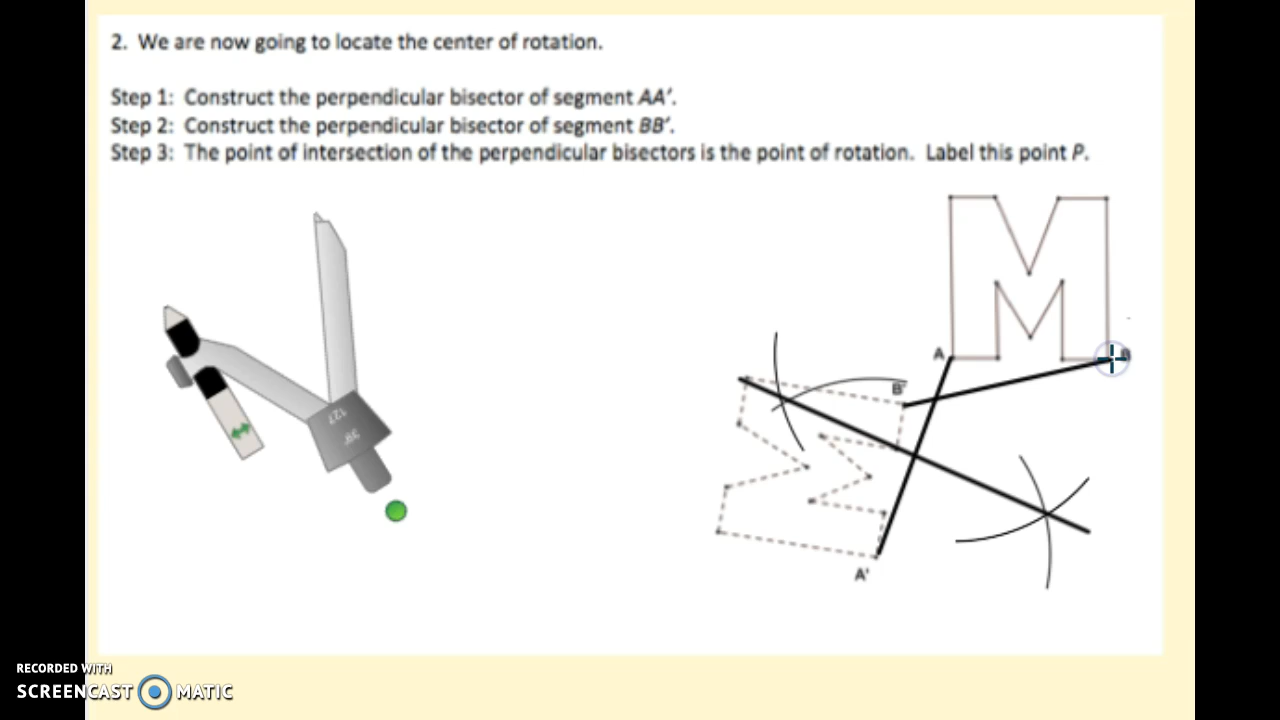 2. We are now going to locate the center of rotation.
Step 1: Construct the perpendicular bisector of segment AA'.
Step 2: Construct the perpendicular bisector of segment BB'.
Step 3: The point of intersection of the perpendicular bisectors is the point of rotation. Label this point P.
A
B'
A'
127
RECORDED WITH
SCREENCAST MATIC